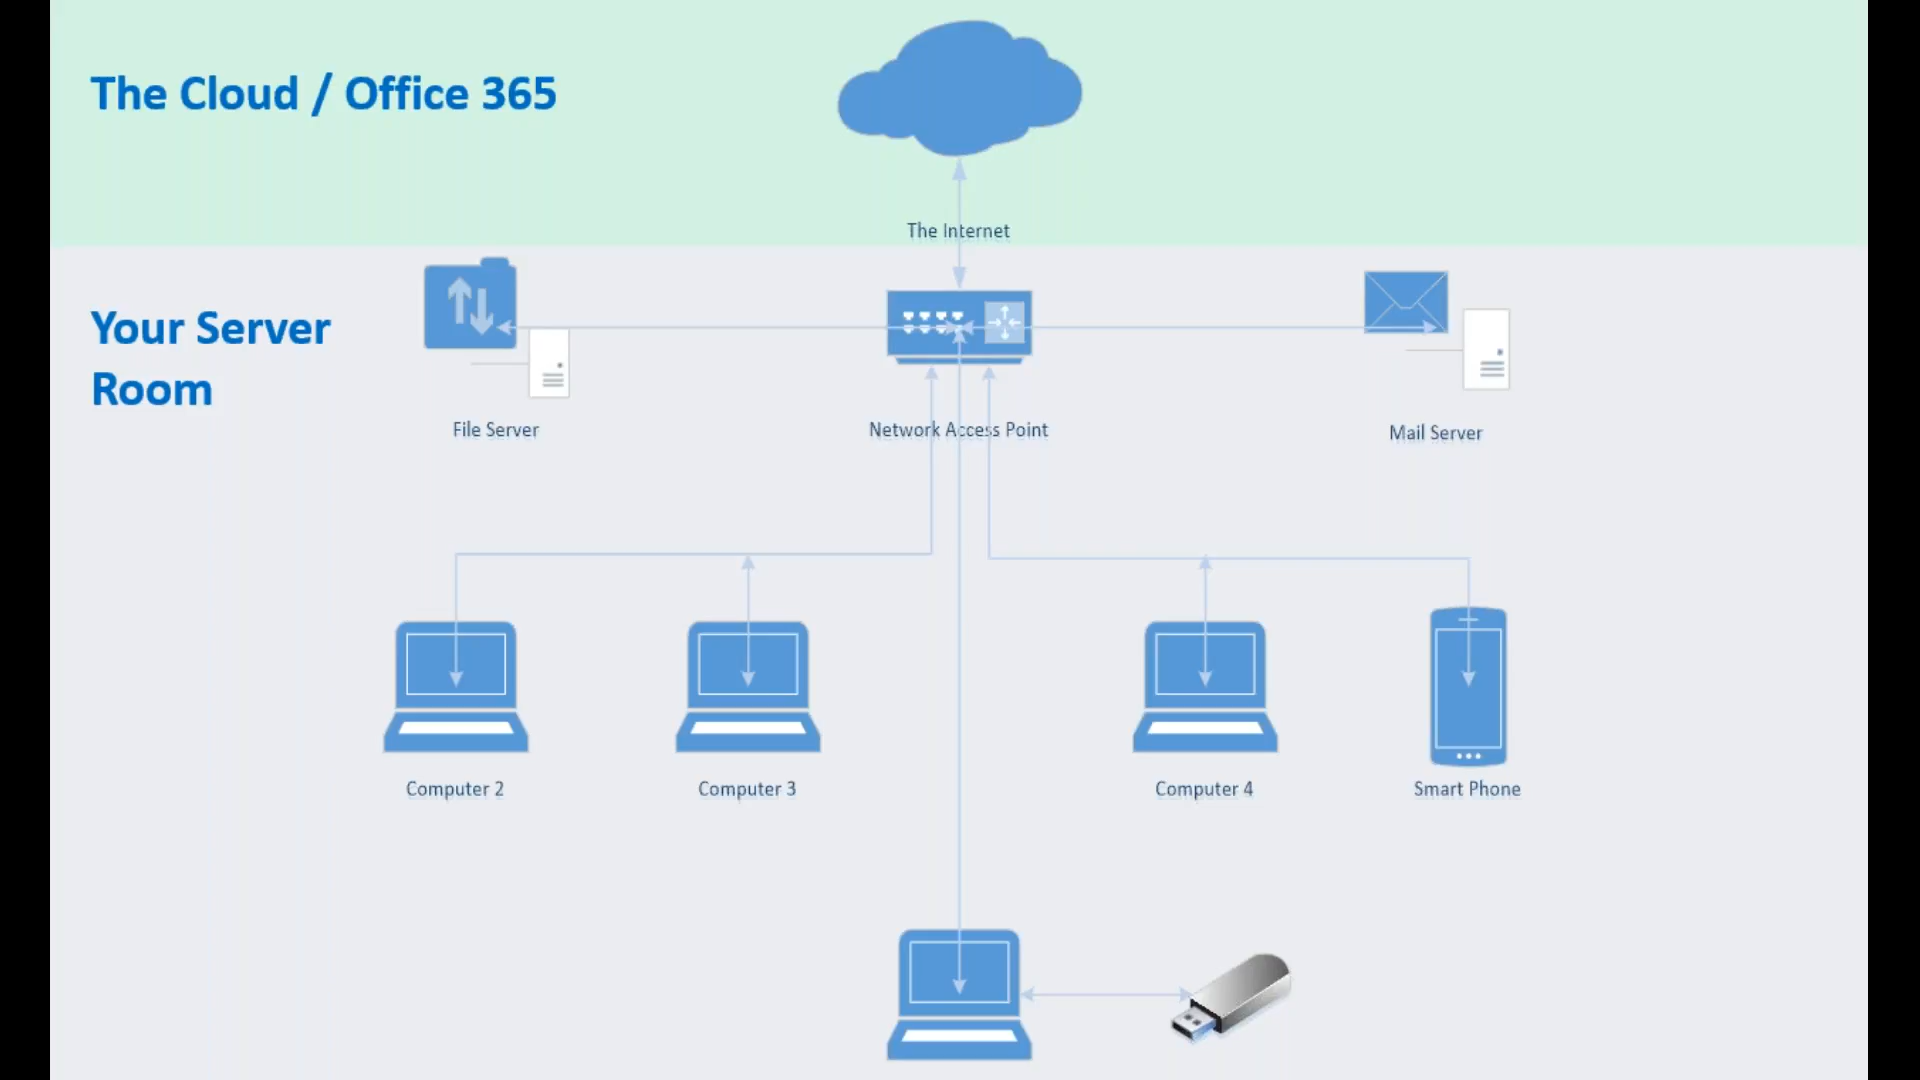 The Cloud / Office 365
The Internet
Your Server
Room
File Server
Network Access Point
Mail Server
Computer 2
Computer 3
Computer 4
Smart Phone